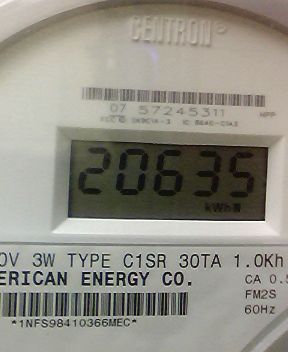 CENTRON®
07 57245311
20635
kWh
0V 3W TYPE C1SR 30TA 1.0Kh
ERICAN ENERGY CO.
CA 0.5
FM2S
60Hz
*1NFS98410366MEC*